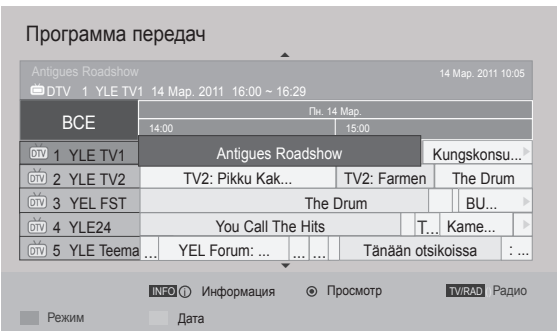 Программа передач
Antigues Roadshow 14 Мар. 2011 10:05
DTV 1 YLE TV1 14 Мар. 2011 16:00 ~ 16:29
ВСЕ Пн. 14 Мар.
14:00 15:00
DTV 1 YLE TV1 Antigues Roadshow Kungskonsu...
DTV 2 YLE TV2 TV2: Pikku Kak... TV2: Farmen The Drum
DTV 3 YEL FST The Drum BU...
DTV 4 YLE24 You Call The Hits T... Kame...
DTV 5 YLE Teema ... YEL Forum: ... ... ... Tänään otsikoissa : ...
INFO i Информация Просмотр TV/RAD Радио
Режим Дата